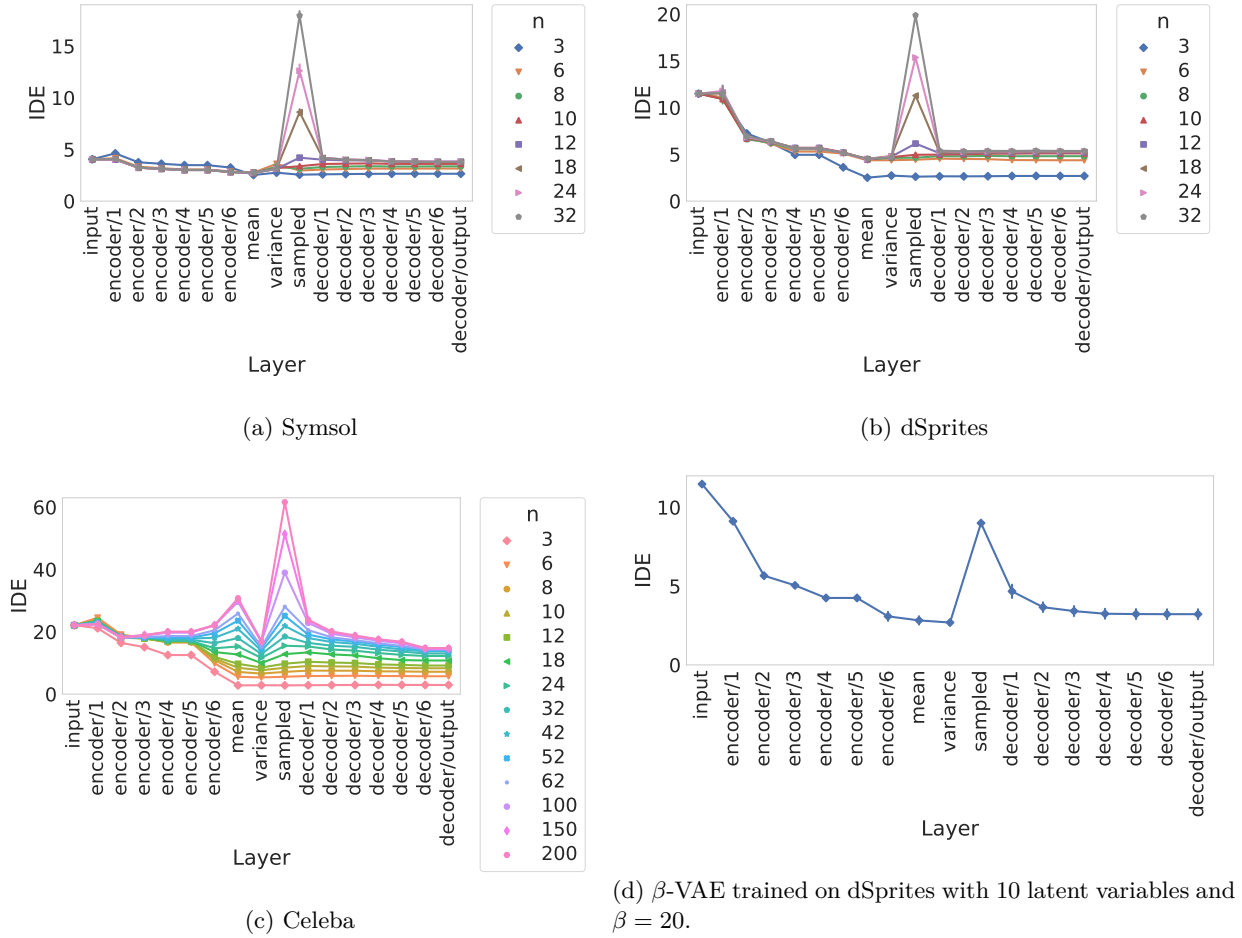 IDE
15
10
5
0
input
encoder/1
encoder/2
encoder/3
encoder/4
encoder/5
encoder/6
mean
variance
sampled
decoder/1
decoder/2
decoder/3
decoder/4
decoder/5
decoder/6
decoder/output
Layer
n
3
6
8
10
12
18
24
32
(a) Symsol
IDE
20
15
10
5
0
input
encoder/1
encoder/2
encoder/3
encoder/4
encoder/5
encoder/6
mean
variance
sampled
decoder/1
decoder/2
decoder/3
decoder/4
decoder/5
decoder/6
decoder/output
Layer
n
3
6
8
10
12
18
24
32
(b) dSprites
IDE
60
40
20
0
input
encoder/1
encoder/2
encoder/3
encoder/4
encoder/5
encoder/6
mean
variance
sampled
decoder/1
decoder/2
decoder/3
decoder/4
decoder/5
decoder/6
decoder/output
Layer
n
3
6
8
10
12
18
24
32
42
52
62
100
150
200
(c) Celeba
IDE
10
5
0
input
encoder/1
encoder/2
encoder/3
encoder/4
encoder/5
encoder/6
mean
variance
sampled
decoder/1
decoder/2
decoder/3
decoder/4
decoder/5
decoder/6
decoder/output
Layer
(d) β-VAE trained on dSprites with 10 latent variables and
β = 20.